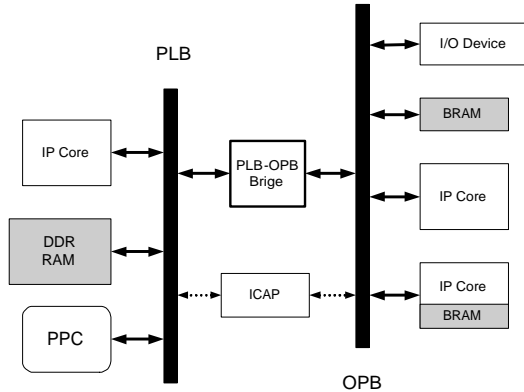 PLB
I/O Device
BRAM
IP Core
PLB-OPB
Brige
IP Core
DDR
RAM
ICAP
IP Core
BRAM
PPC
OPB